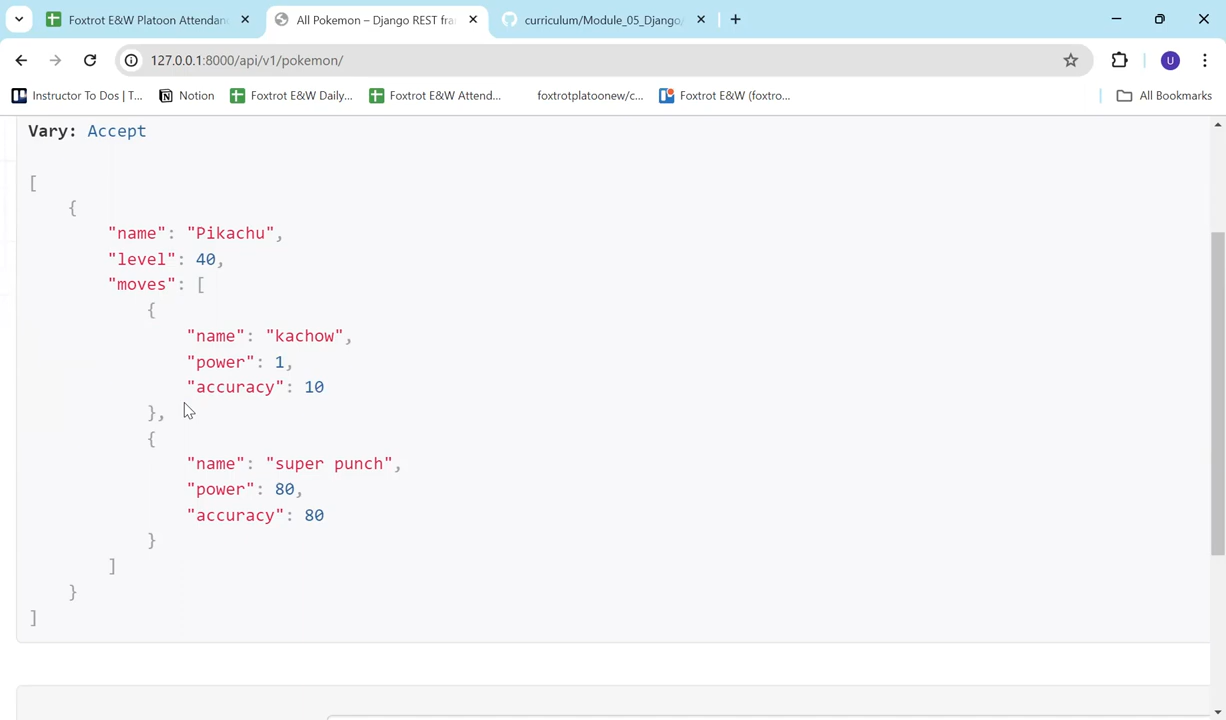 Foxtrot E&W Platoon Attendanc
All Pokemon – Django REST fra
curriculum/Module_05_Django/
127.0.0.1:8000/api/v1/pokemon/
U
Instructor To Dos | T...
Notion
Foxtrot E&W Daily...
Foxtrot E&W Attend...
foxtrotplatoonew/c...
Foxtrot E&W (foxtro...
All Bookmarks
Vary: Accept
[
{
"name": "Pikachu",
"level": 40,
"moves": [
{
"name": "kachow",
"power": 1,
"accuracy": 10
},
{
"name": "super punch",
"power": 80,
"accuracy": 80
}
]
}
]